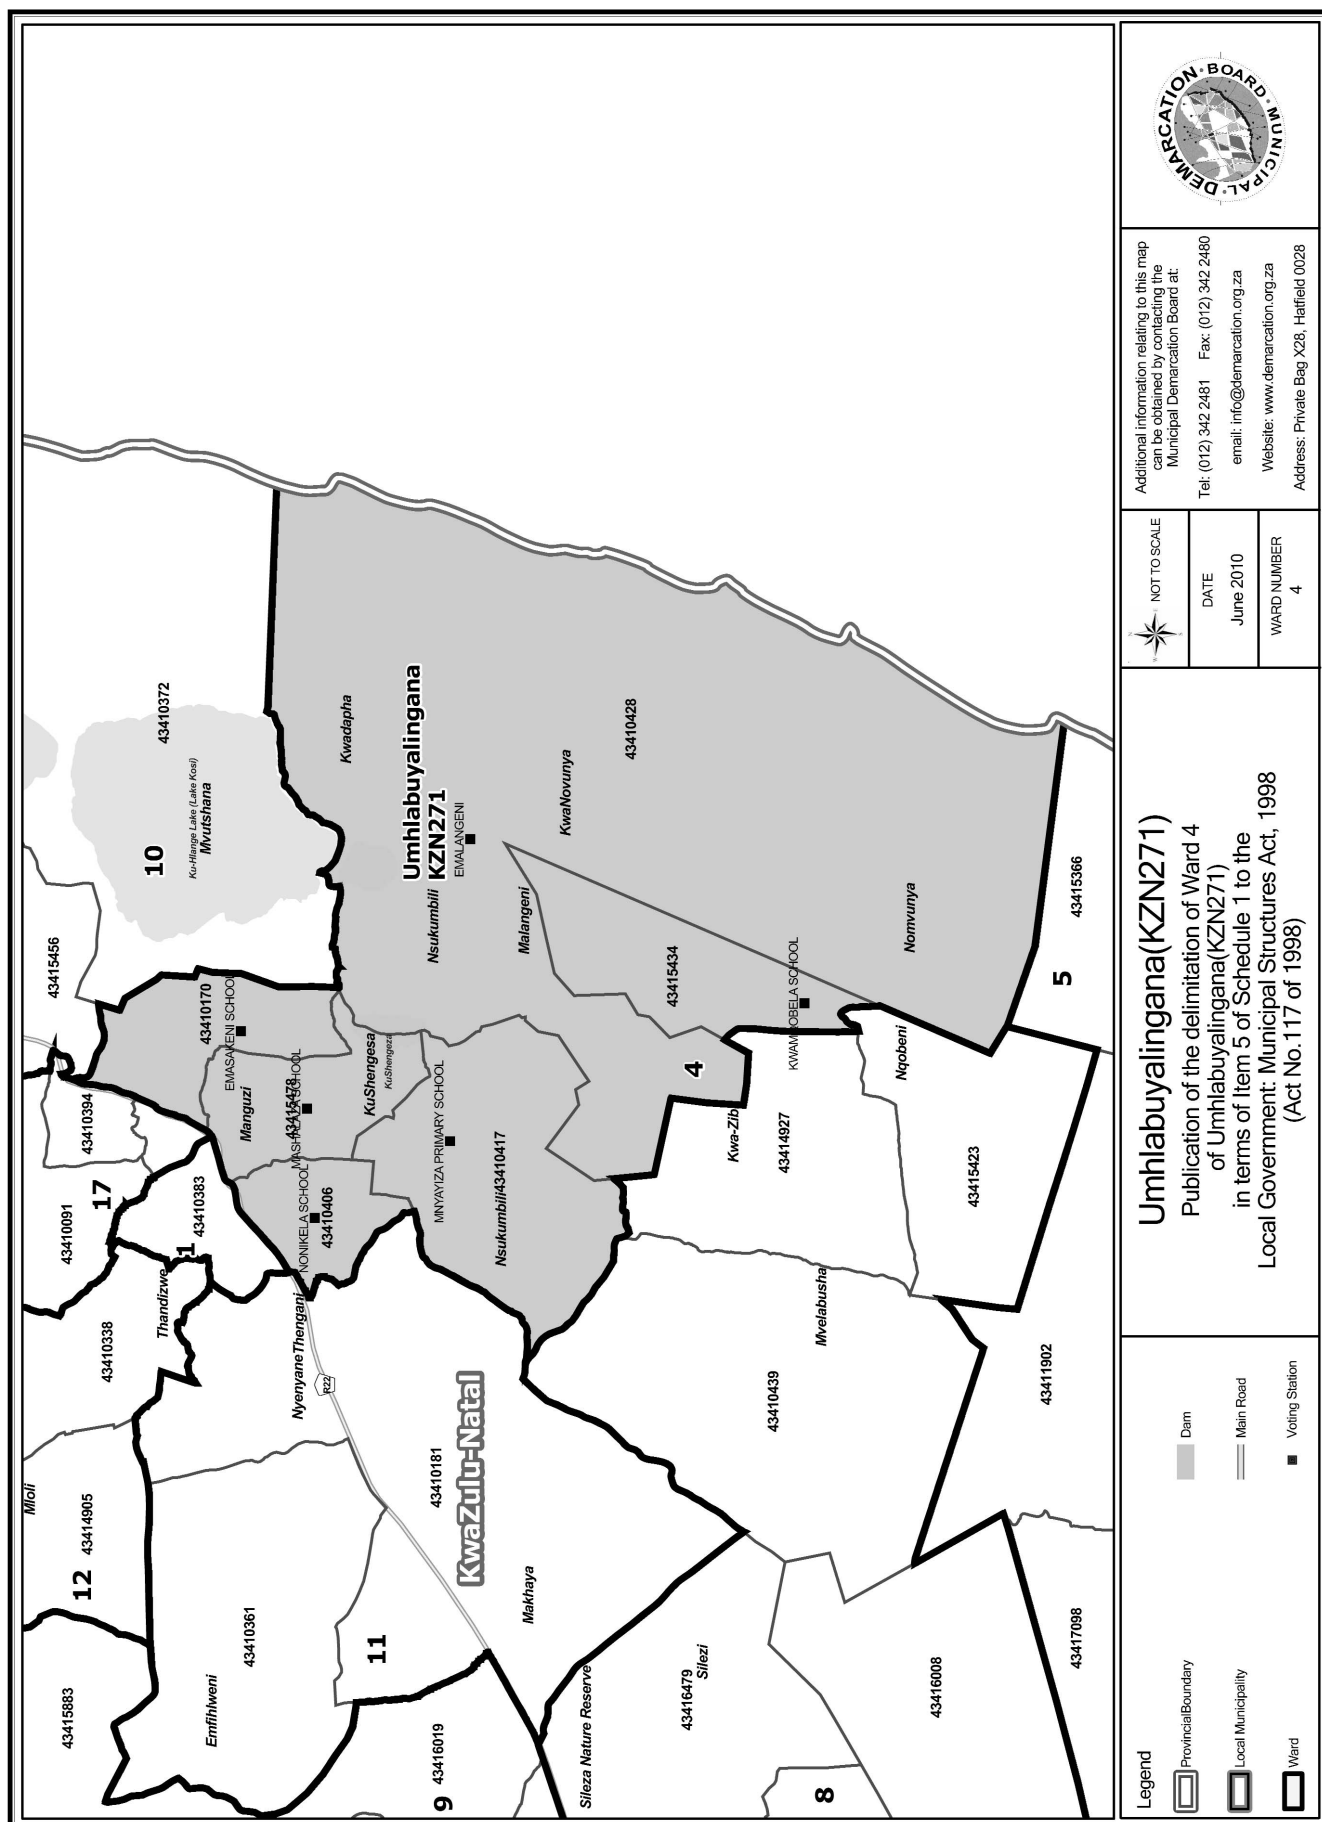 43415883
12
43414905
Mloli
43410338
43410091
17
43410394
43415456
10
43410372
Ku-Hlange Lake (Lake Kosi)
Mvutshana
Thandizwe
1
43410383
43410170
EMASAKENI SCHOOL
Manguzi
Emfihlweni
43410361
NyenyaneThengani
R22
NONIKELA SCHOOL
43410406
MASHALAZA SCHOOL
43415478
KuShengesa
KuShengeza
Kwadapha
11
Umhlabuyalingana
KZN271
EMALANGENI
9
43416019
43410181
KwaZulu-Natal
MNYAYIZA PRIMARY SCHOOL
Nsukumbili
Nsukumbili43410417
Malangeni
KwaNovunya
43410428
Makhaya
Sileza Nature Reserve
43416479
Silezi
4
43415434
Kwa-Zib
43414927
KWAMQOBELA SCHOOL
43410439
Mvelabusha
8
Nqobeni
Nomvunya
43416008
43415423
43411902
43417098
5
43415366
Legend
ProvincialBoundary
Local Municipality
Ward
Dam
Main Road
Voting Station
Umhlabuyalingana(KZN271)
Publication of the delimitation of Ward 4
of Umhlabuyalingana(KZN271)
in terms of Item 5 of Schedule 1 to the
Local Government: Municipal Structures Act, 1998
(Act No.117 of 1998)
N
W
E
S
NOT TO SCALE
DATE
June 2010
WARD NUMBER
4
Additional information relating to this map
can be obtained by contacting the
Municipal Demarcation Board at:
Tel: (012) 342 2481 Fax: (012) 342 2480
email: info@demarcation.org.za
Website: www.demarcation.org.za
Address: Private Bag X28, Hatfield 0028
MUNICIPAL · DEMARCATION · BOARD ·